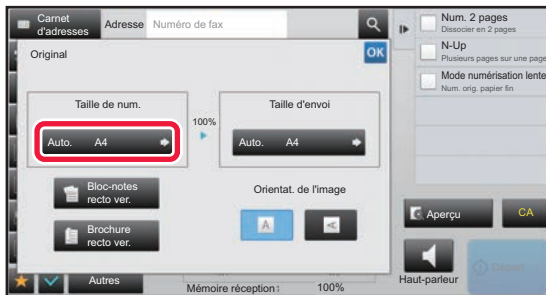 Carnet
d'adresses
Adresse
Numéro de fax
Original
OK
Taille de num.
100%
Taille d'envoi
Auto. A4
Auto. A4
Bloc-notes
recto ver.
Orientat. de l'image
A
A
Brochure
recto ver.
Autres
Mémoire réception:
100%
Num. 2 pages
Dissocier en 2 pages
N-Up
Plusieurs pages sur une page
Mode numérisation lente
Num. orig. papier fin
Aperçu
CA
Haut-parleur
Départ